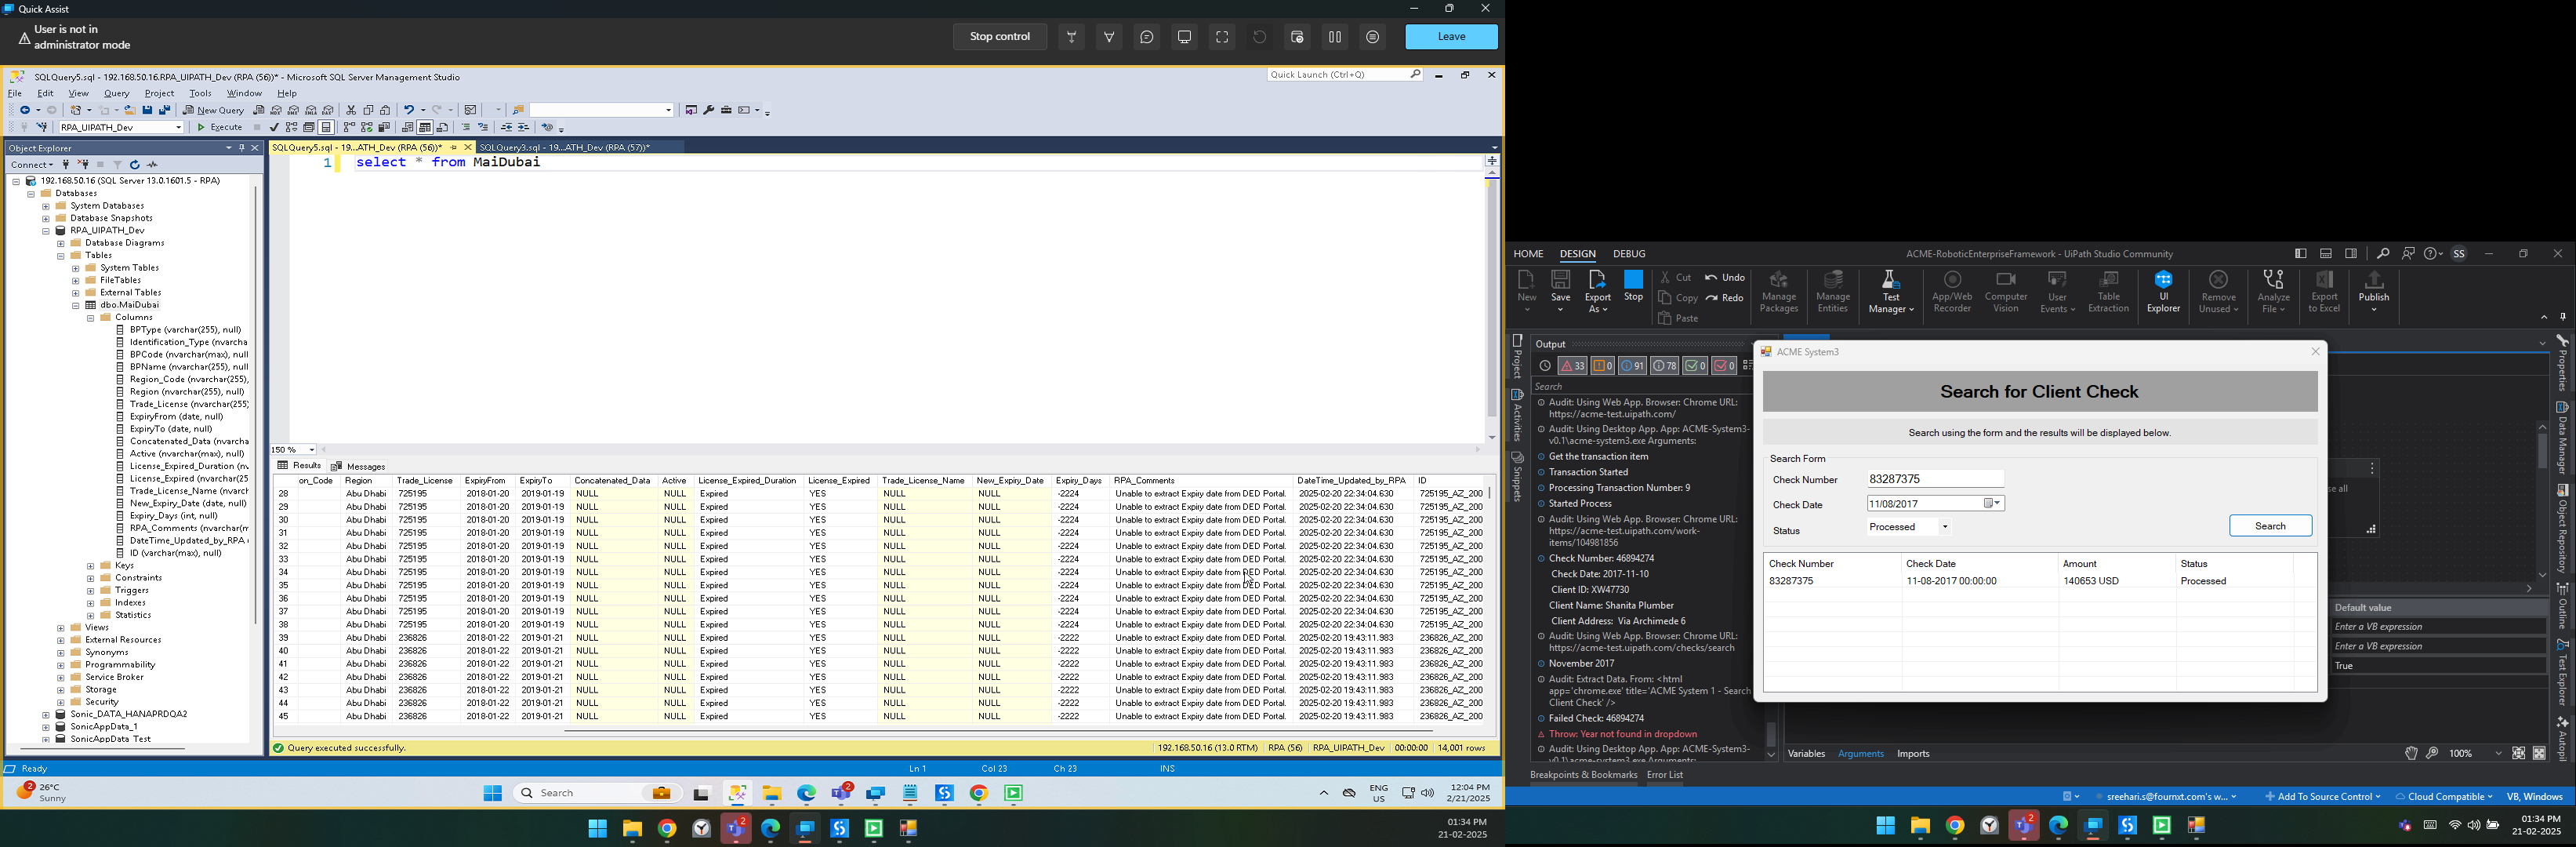 Quick Assist
User is not in
administrator mode
Stop control
Leave
SQLQuery5.sql - 192.168.50.16.RPA_UIPATH_Dev (RPA (56))* - Microsoft SQL Server Management Studio
Quick Launch (Ctrl+Q)
File Edit View Query Project Tools Window Help
New Query
RPA_UIPATH_Dev Execute
Object Explorer
Connect
192.168.50.16 (SQL Server 13.0.1601.5 - RPA)
Databases
System Databases
Database Snapshots
RPA_UIPATH_Dev
Database Diagrams
Tables
System Tables
FileTables
External Tables
dbo.MaiDubai
Columns
BPType (varchar(255), null)
Identification_Type (nvarcha
BPCode (nvarchar(max), null
BPName (nvarchar(255), null
Region_Code (nvarchar(255),
Region (nvarchar(255), null)
Trade_License (nvarchar(255)
ExpiryFrom (date, null)
ExpiryTo (date, null)
Concatenated_Data (nvarcha
Active (nvarchar(max), null)
License_Expired_Duration (nv
License_Expired (nvarchar(25
Trade_License_Name (nvarch
New_Expiry_Date (date, null)
Expiry_Days (int, null)
RPA_Comments (nvarchar(m
DateTime_Updated_by_RPA (
ID (varchar(max), null)
Keys
Constraints
Triggers
Indexes
Statistics
Views
External Resources
Synonyms
Programmability
Service Broker
Storage
Security
Sonic_DATA_HANAPRDQA2
SonicAppData_1
SonicAppData_Test
SQLQuery5.sql - 19...ATH_Dev (RPA (56))* SQLQuery3.sql - 19...ATH_Dev (RPA (57))*
1 select * from MaiDubai
150 %
Results Messages
on_Code Region Trade_License ExpiryFrom ExpiryTo Concatenated_Data Active License_Expired_Duration License_Expired Trade_License_Name New_Expiry_Date Expiry_Days RPA_Comments DateTime_Updated_by_RPA ID
28 Abu Dhabi 725195 2018-01-20 2019-01-19 NULL NULL Expired YES NULL NULL -2224 Unable to extract Expiry date from DED Portal. 2025-02-20 22:34:04.630 725195_AZ_200
29 Abu Dhabi 725195 2018-01-20 2019-01-19 NULL NULL Expired YES NULL NULL -2224 Unable to extract Expiry date from DED Portal. 2025-02-20 22:34:04.630 725195_AZ_200
30 Abu Dhabi 725195 2018-01-20 2019-01-19 NULL NULL Expired YES NULL NULL -2224 Unable to extract Expiry date from DED Portal. 2025-02-20 22:34:04.630 725195_AZ_200
31 Abu Dhabi 725195 2018-01-20 2019-01-19 NULL NULL Expired YES NULL NULL -2224 Unable to extract Expiry date from DED Portal. 2025-02-20 22:34:04.630 725195_AZ_200
32 Abu Dhabi 725195 2018-01-20 2019-01-19 NULL NULL Expired YES NULL NULL -2224 Unable to extract Expiry date from DED Portal. 2025-02-20 22:34:04.630 725195_AZ_200
33 Abu Dhabi 725195 2018-01-20 2019-01-19 NULL NULL Expired YES NULL NULL -2224 Unable to extract Expiry date from DED Portal. 2025-02-20 22:34:04.630 725195_AZ_200
34 Abu Dhabi 725195 2018-01-20 2019-01-19 NULL NULL Expired YES NULL NULL -2224 Unable to extract Expiry date from DED Portal. 2025-02-20 22:34:04.630 725195_AZ_200
35 Abu Dhabi 725195 2018-01-20 2019-01-19 NULL NULL Expired YES NULL NULL -2224 Unable to extract Expiry date from DED Portal. 2025-02-20 22:34:04.630 725195_AZ_200
36 Abu Dhabi 725195 2018-01-20 2019-01-19 NULL NULL Expired YES NULL NULL -2224 Unable to extract Expiry date from DED Portal. 2025-02-20 22:34:04.630 725195_AZ_200
37 Abu Dhabi 725195 2018-01-20 2019-01-19 NULL NULL Expired YES NULL NULL -2224 Unable to extract Expiry date from DED Portal. 2025-02-20 22:34:04.630 725195_AZ_200
38 Abu Dhabi 725195 2018-01-20 2019-01-19 NULL NULL Expired YES NULL NULL -2224 Unable to extract Expiry date from DED Portal. 2025-02-20 22:34:04.630 725195_AZ_200
39 Abu Dhabi 236826 2018-01-22 2019-01-21 NULL NULL Expired YES NULL NULL -2222 Unable to extract Expiry date from DED Portal. 2025-02-20 19:43:11.983 236826_AZ_200
40 Abu Dhabi 236826 2018-01-22 2019-01-21 NULL NULL Expired YES NULL NULL -2222 Unable to extract Expiry date from DED Portal. 2025-02-20 19:43:11.983 236826_AZ_200
41 Abu Dhabi 236826 2018-01-22 2019-01-21 NULL NULL Expired YES NULL NULL -2222 Unable to extract Expiry date from DED Portal. 2025-02-20 19:43:11.983 236826_AZ_200
42 Abu Dhabi 236826 2018-01-22 2019-01-21 NULL NULL Expired YES NULL NULL -2222 Unable to extract Expiry date from DED Portal. 2025-02-20 19:43:11.983 236826_AZ_200
43 Abu Dhabi 236826 2018-01-22 2019-01-21 NULL NULL Expired YES NULL NULL -2222 Unable to extract Expiry date from DED Portal. 2025-02-20 19:43:11.983 236826_AZ_200
44 Abu Dhabi 236826 2018-01-22 2019-01-21 NULL NULL Expired YES NULL NULL -2222 Unable to extract Expiry date from DED Portal. 2025-02-20 19:43:11.983 236826_AZ_200
45 Abu Dhabi 236826 2018-01-22 2019-01-21 NULL NULL Expired YES NULL NULL -2222 Unable to extract Expiry date from DED Portal. 2025-02-20 19:43:11.983 236826_AZ_200
Query executed successfully. 192.168.50.16 (13.0 RTM) RPA (56) RPA_UIPATH_Dev 00:00:00 14,001 rows
Ready Ln 1 Col 23 Ch 23 INS
2 26°C
Sunny
Search
2
ENG
US
12:04 PM
2/21/2025
2
01:34 PM
21-02-2025
HOME DESIGN DEBUG
ACME-RoboticEnterpriseFramework - UiPath Studio Community
SS
New
Save
Export
As
Stop
Cut
Copy
Paste
Undo
Redo
Manage
Packages
Manage
Entities
Test
Manager
App/Web
Recorder
Computer
Vision
User
Events
Table
Extraction
UI
Explorer
Remove
Unused
Analyze
File
Export
to Excel
Publish
Project
Activities
Snippets
Output
33 0 91 78 0 0
Search
Audit: Using Web App. Browser: Chrome URL:
https://acme-test.uipath.com/
Audit: Using Desktop App. App: ACME-System3-
v0.1\acme-system3.exe Arguments:
Get the transaction item
Transaction Started
Processing Transaction Number: 9
Started Process
Audit: Using Web App. Browser: Chrome URL:
https://acme-test.uipath.com/work-
items/104981856
Check Number: 46894274
Check Date: 2017-11-10
Client ID: XW47730
Client Name: Shanita Plumber
Client Address: Via Archimede 6
Audit: Using Web App. Browser: Chrome URL:
https://acme-test.uipath.com/checks/search
November 2017
Audit: Extract Data. From: <html
app='chrome.exe' title='ACME System 1 - Search
Client Check' />
Failed Check: 46894274
Throw: Year not found in dropdown
Audit: Using Desktop App. App: ACME-System3-
v0.1\acme-system3.exe Arguments:
ACME System3
Search for Client Check
Search using the form and the results will be displayed below.
Search Form
Check Number 83287375
Check Date 11/08/2017
Status Processed
Search
Check Number Check Date Amount Status
83287375 11-08-2017 00:00:00 140653 USD Processed
se all
Default value
Enter a VB expression
Enter a VB expression
True
Properties
Data Manager
Object Repository
Outline
Test Explorer
Autopil
Variables Arguments Imports
100%
Breakpoints & Bookmarks Error List
sreehari.s@fournxt.com's w...
Add To Source Control
Cloud Compatible
VB, Windows
2
01:34 PM
21-02-2025